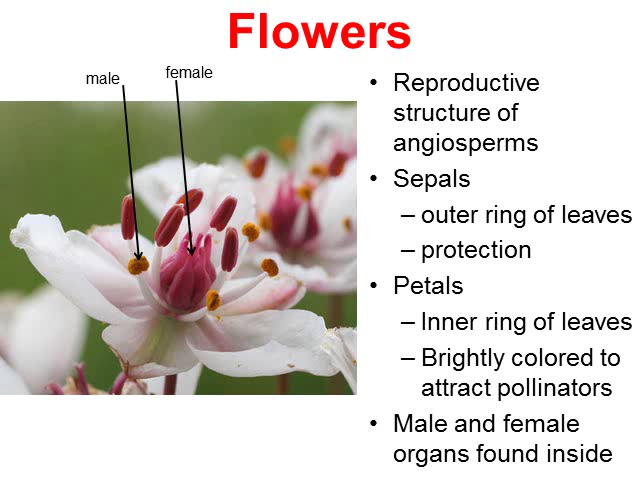 Flowers
male
female
• Reproductive
structure of
angiosperms
• Sepals
– outer ring of leaves
– protection
• Petals
– Inner ring of leaves
– Brightly colored to
attract pollinators
• Male and female
organs found inside